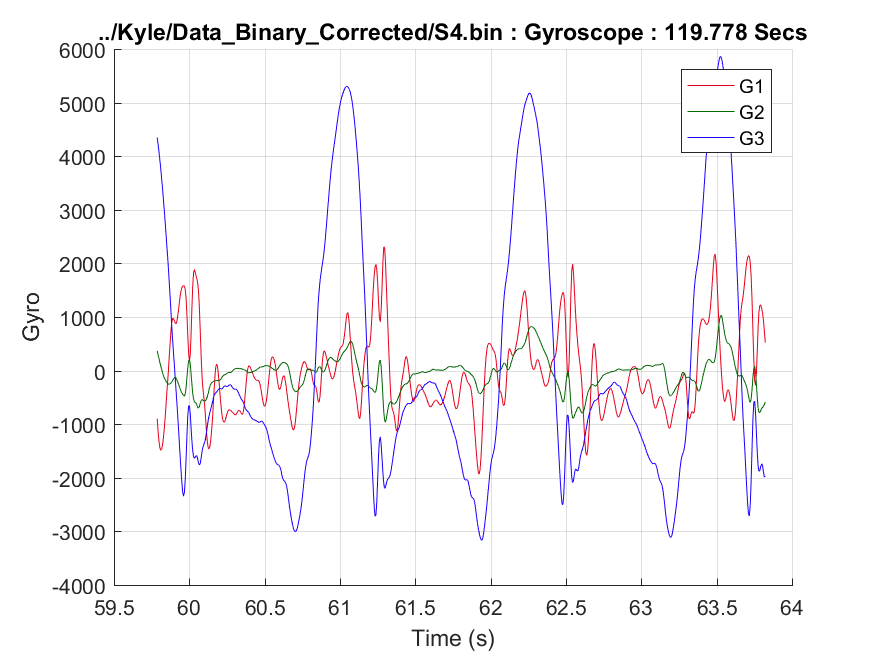 ../Kyle/Data_Binary_Corrected/S4.bin : Gyroscope : 119.778 Secs
6000
5000
4000
3000
2000
1000
0
-1000
-2000
-3000
-4000
Gyro
G1
G2
G3
59.5 60 60.5 61 61.5 62 62.5 63 63.5 64
Time (s)